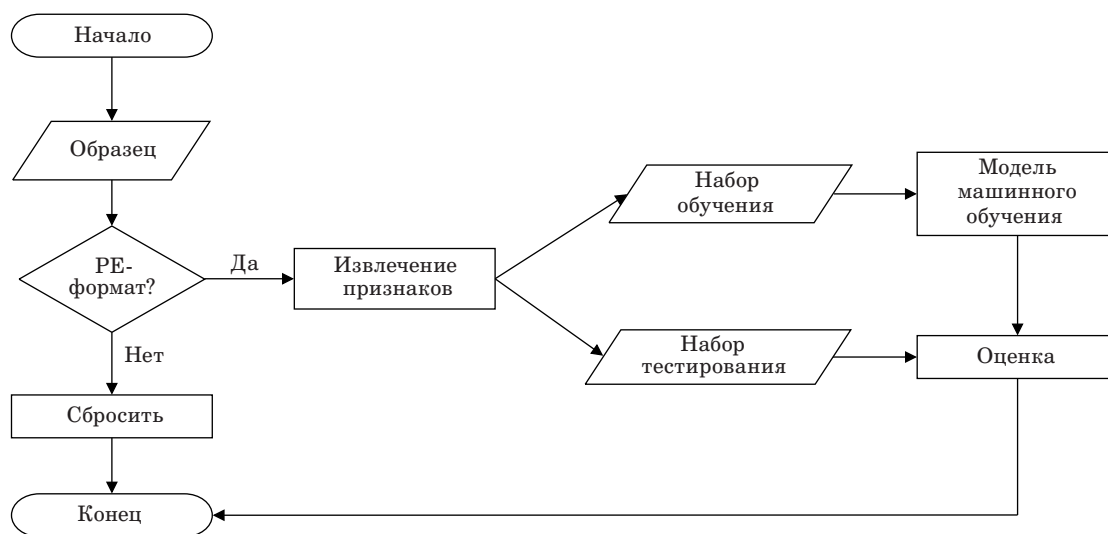 Начало
Образец
PE-
формат?
Да
Нет
Сбросить
Конец
Извлечение
признаков
Набор
обучения
Набор
тестирования
Модель
машинного
обучения
Оценка